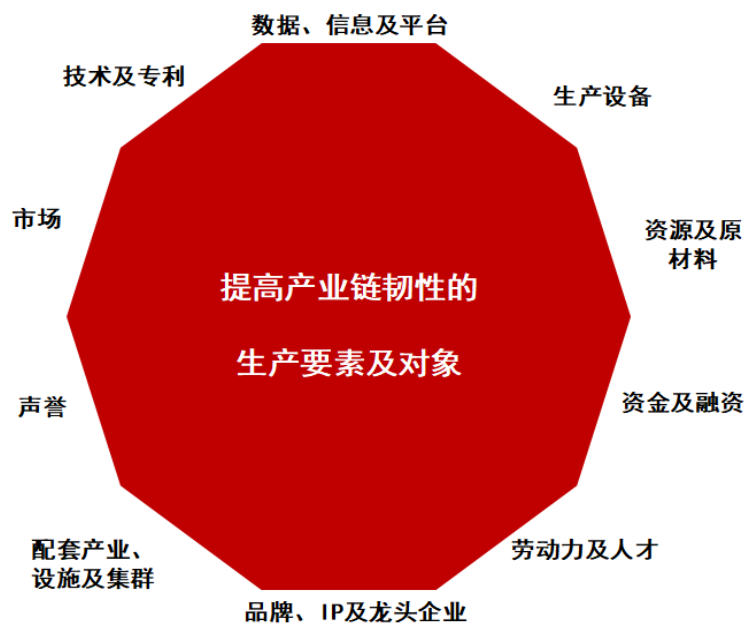 数据、信息及平台
技术及专利
生产设备
市场
资源及原
材料
提高产业链韧性的
生产要素及对象
声誉
资金及融资
配套产业、
设施及集群
劳动力及人才
品牌、IP及龙头企业